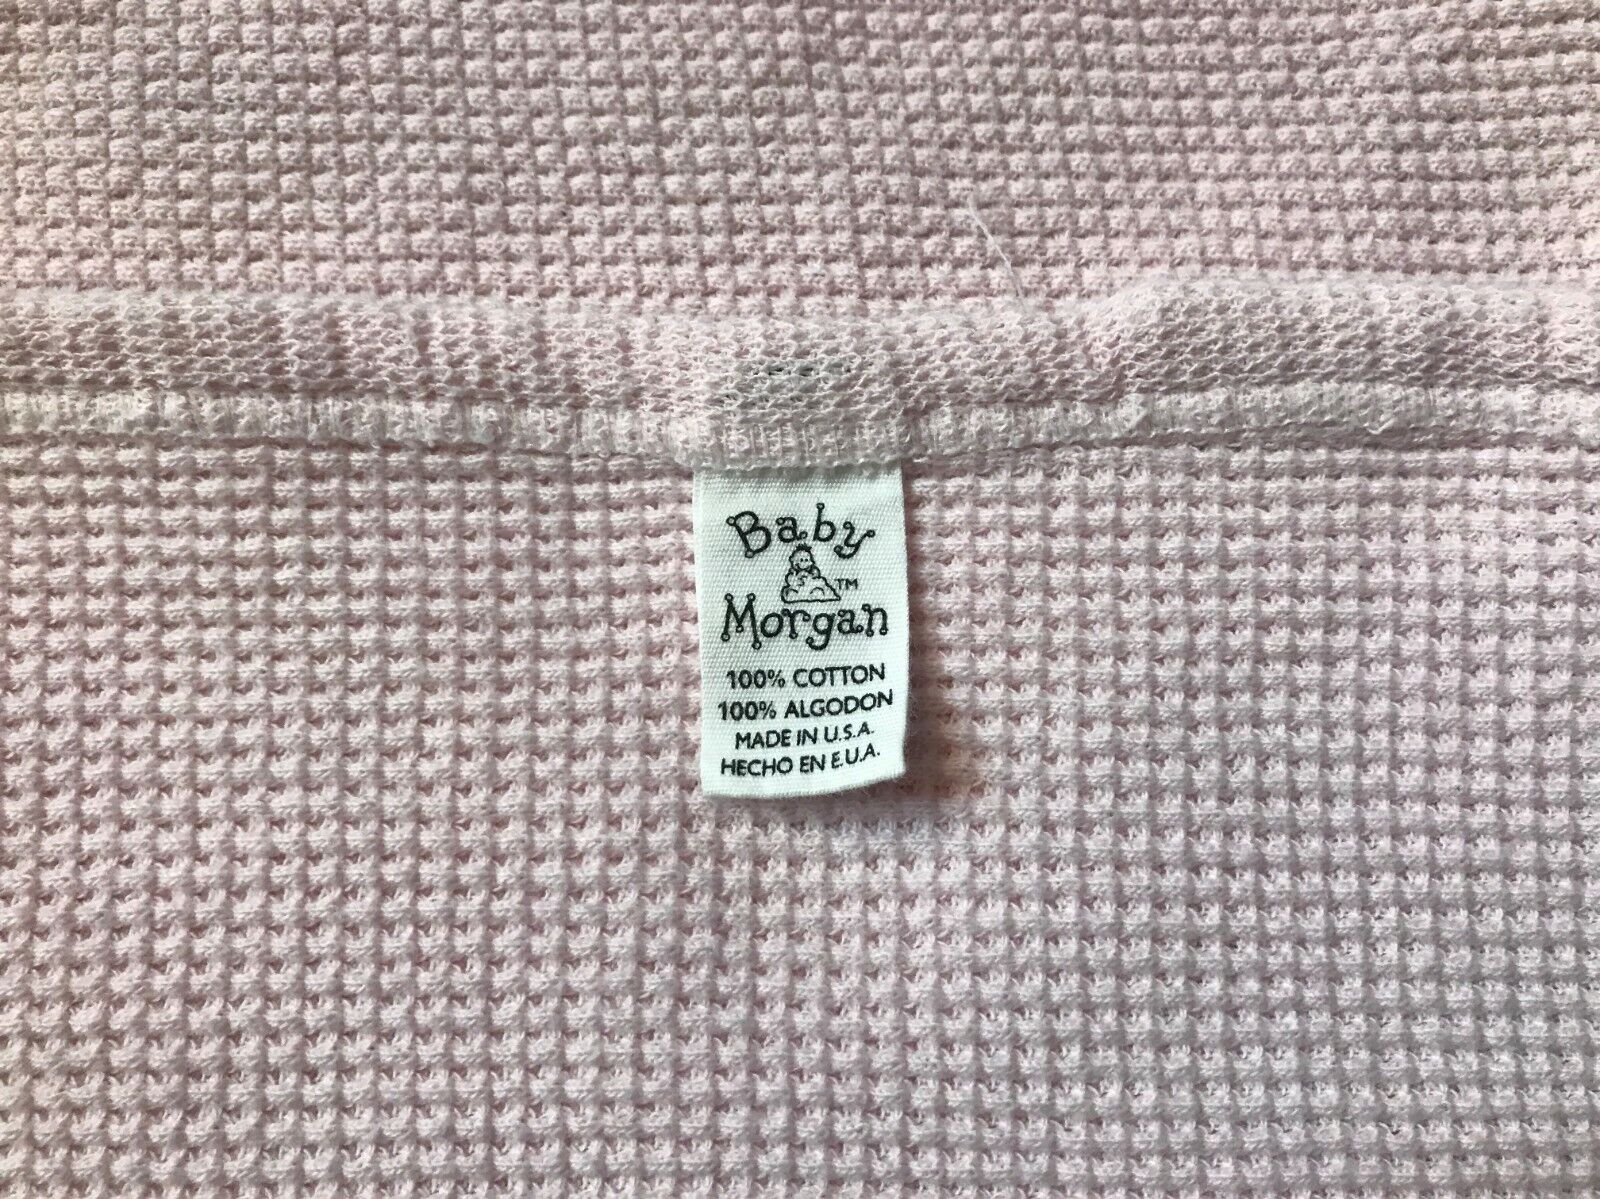 Baby
™
Morgan
100% COTTON
100% ALGODON
MADE IN U.S.A.
HECHO EN E.U.A.